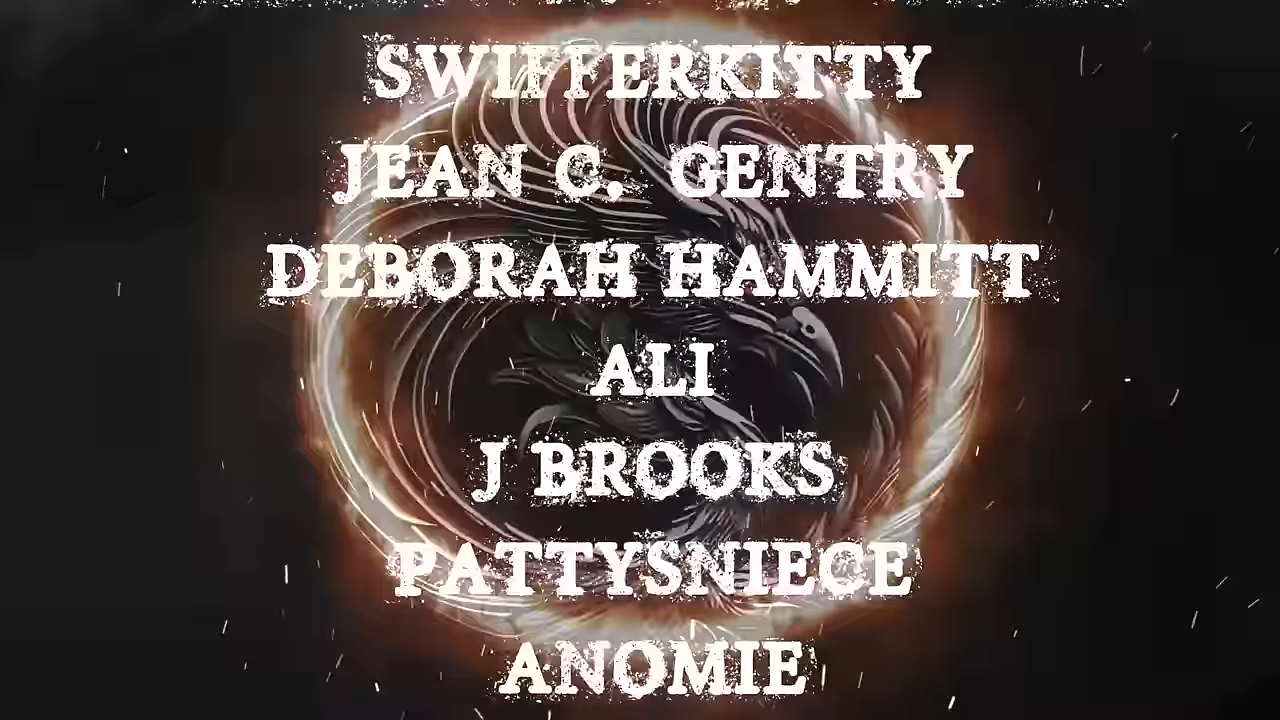 SWIFFERKITTY
JEAN C. GENTRY
DEBORAH HAMMITT
ALI
J BROOKS
PATTYSNIECE
ANOMIE